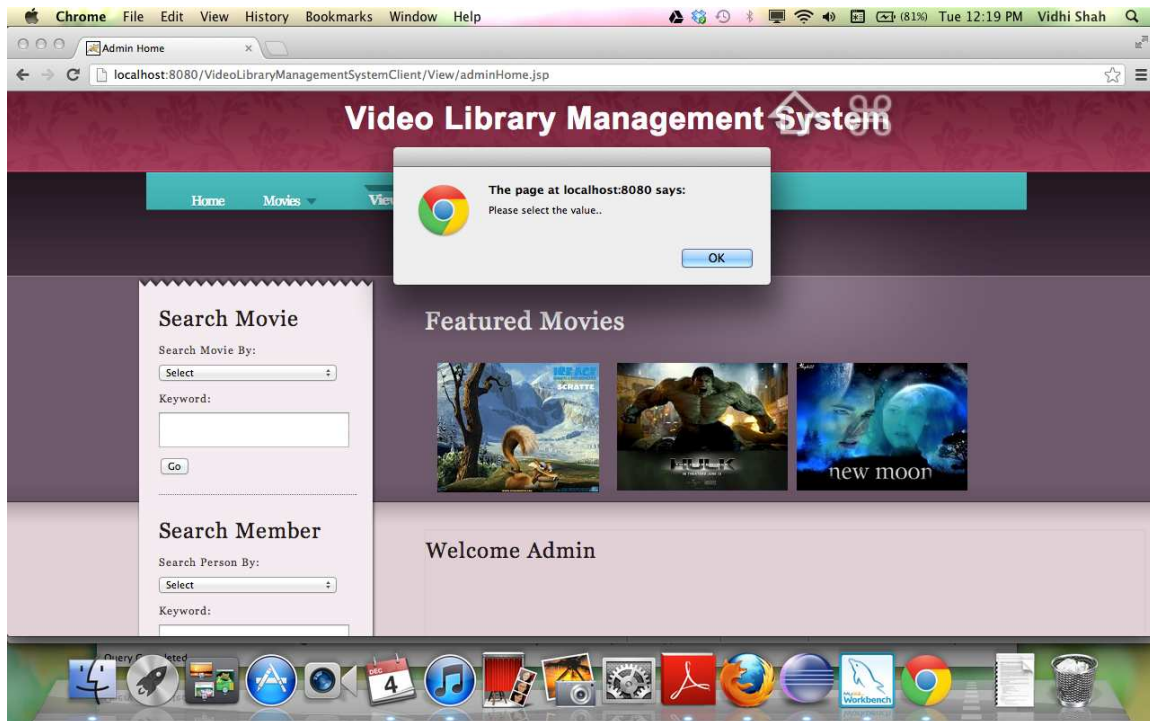 Chrome File Edit View History Bookmarks Window Help (81%) Tue 12:19 PM Vidhi Shah
Admin Home
localhost:8080/VideoLibraryManagementSystemClient/View/adminHome.jsp
Video Library Management System
The page at localhost:8080 says:
Please select the value..
OK
Home Movies View
Search Movie
Search Movie By:
Select
Keyword:
Go
Featured Movies
SCRATTE
HULK
new moon
Search Member
Search Person By:
Select
Keyword:
Welcome Admin
DEC
4
MySQL
Workbench